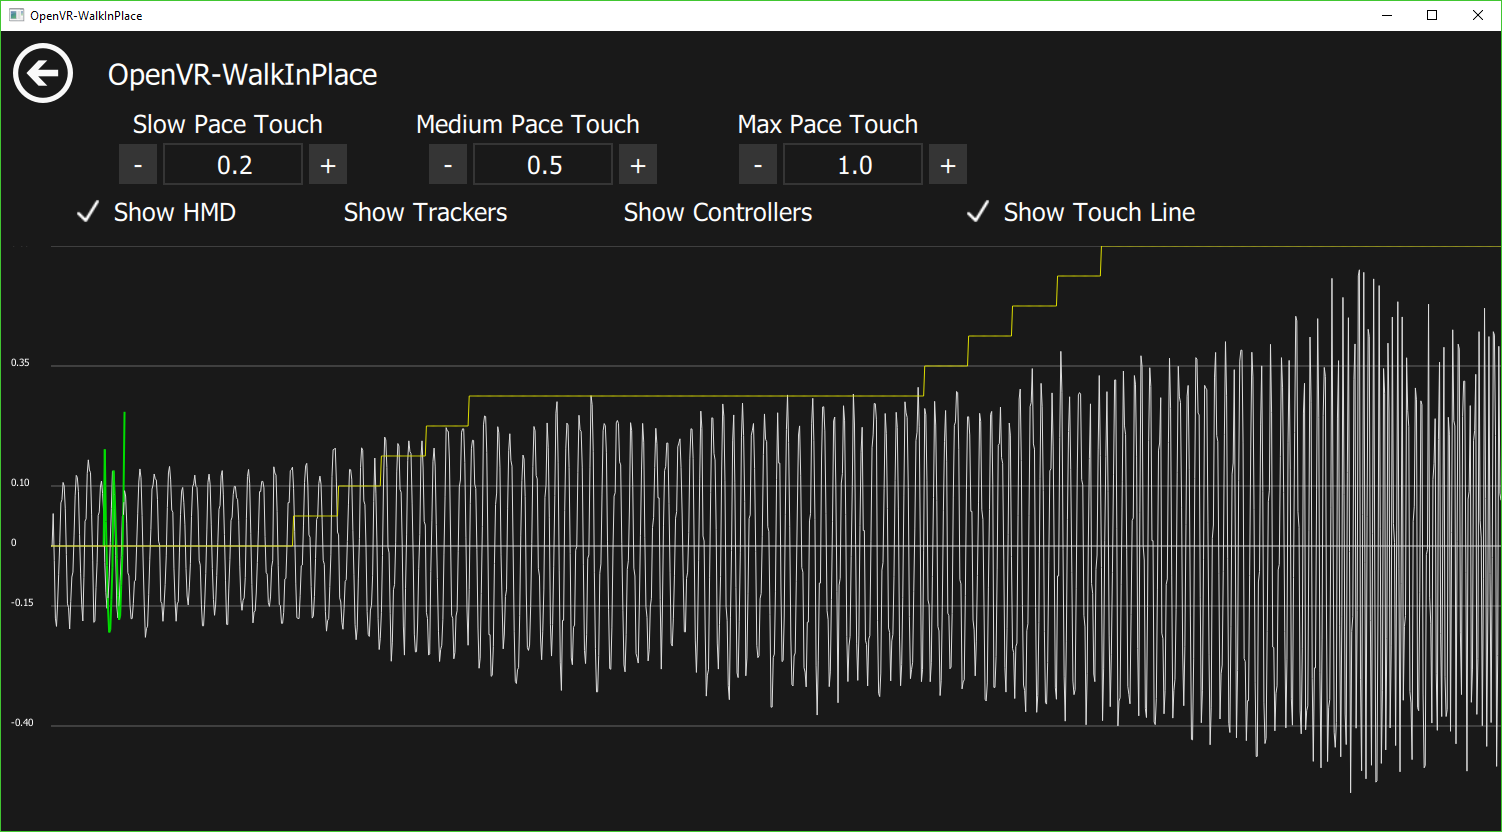 OpenVR-WalkInPlace
OpenVR-WalkInPlace
Slow Pace Touch Medium Pace Touch Max Pace Touch
- 0.2 + - 0.5 + - 1.0 +
Show HMD Show Trackers Show Controllers Show Touch Line
0.35
0.10
0
-0.15
-0.40